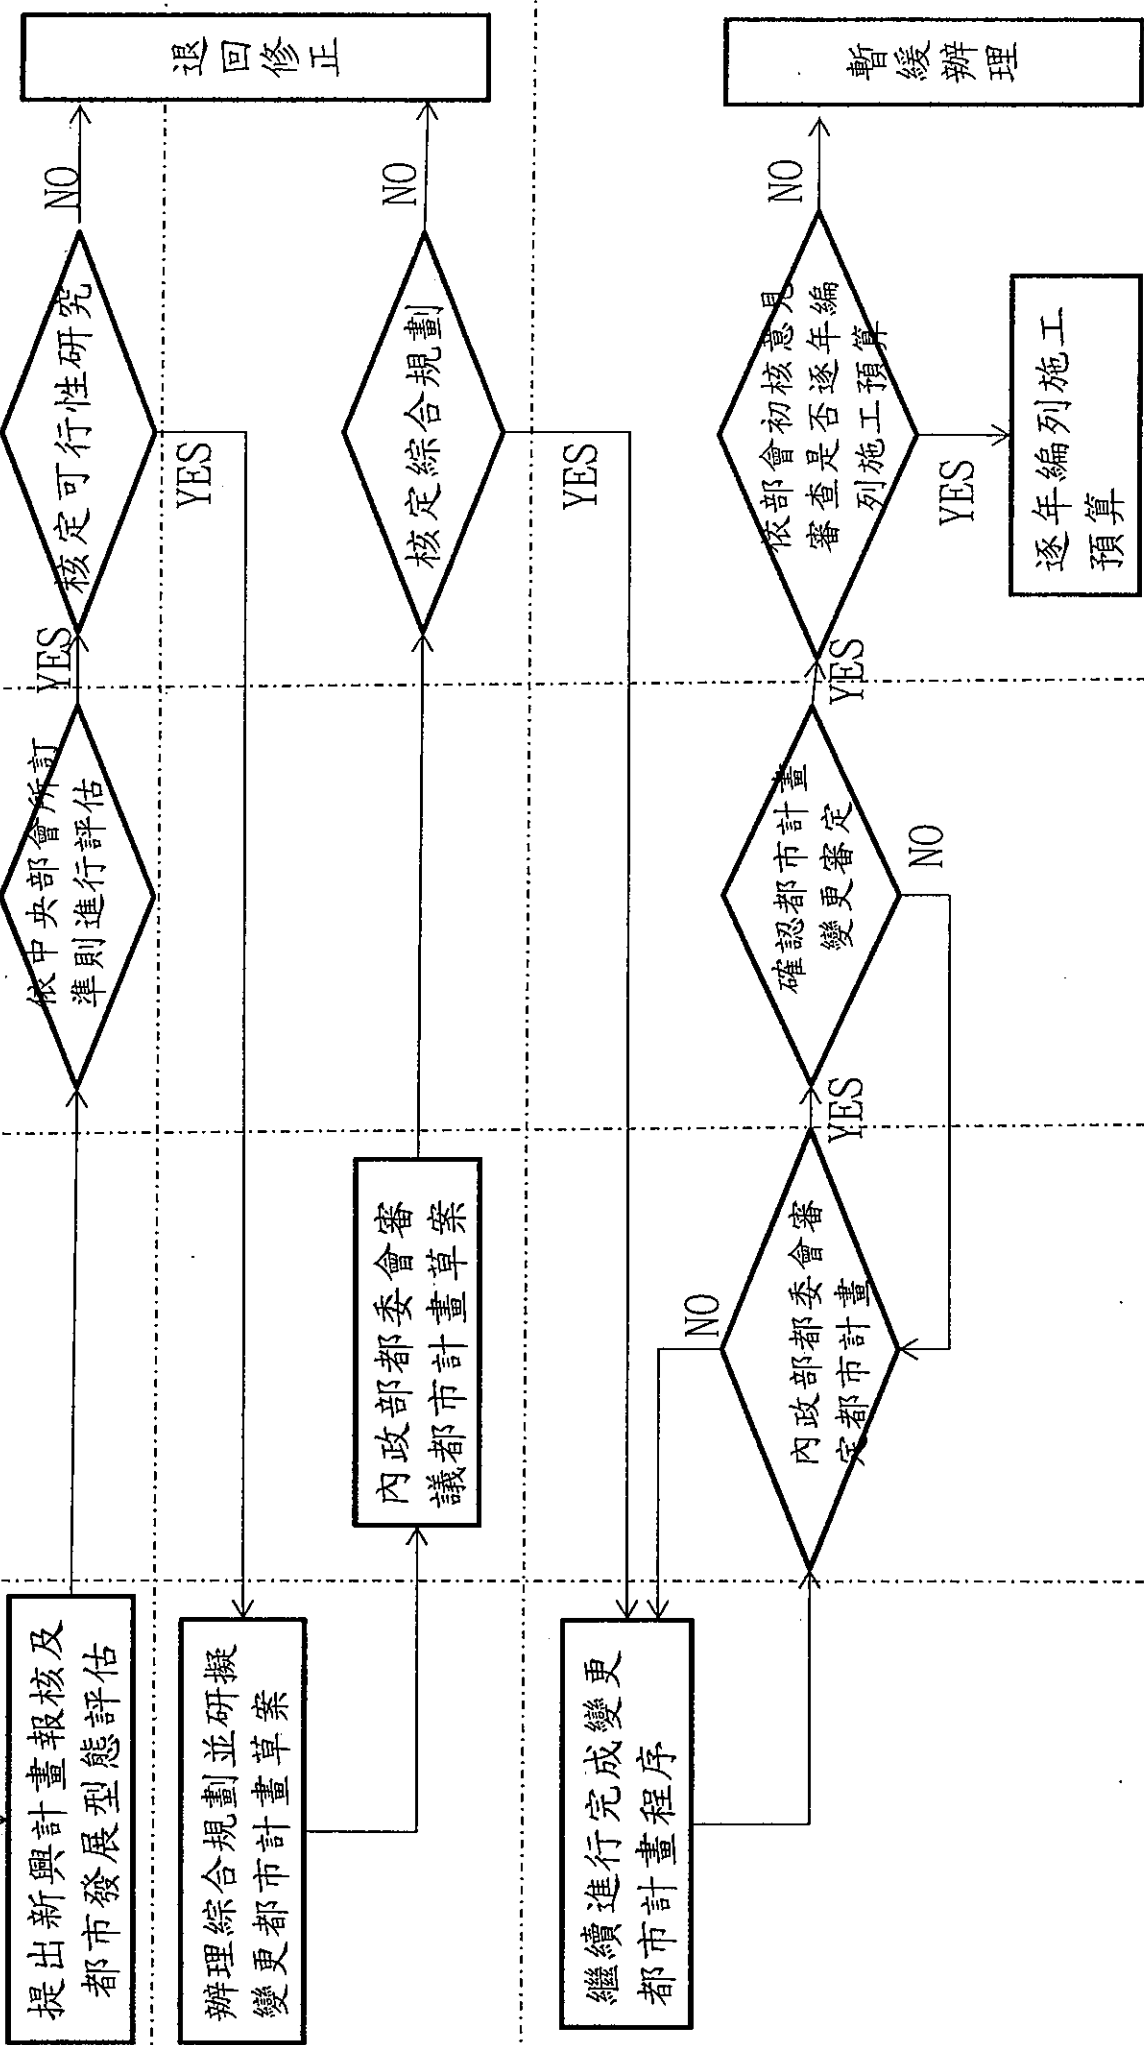 提出新興計畫報核及
都市發展型態評估
依中央部會所訂
準則進行評估
YES
核定可行性研究
NO
退回修正
YES
辦理綜合規劃並研擬
變更都市計畫草案
內政部都委會審
議都市計畫草案
核定綜合規劃
NO
YES
繼續進行完成變更
都市計畫程序
NO
內政部都委會審
定都市計畫
YES
確認都市計畫
變更審定
NO
YES
依部會初核意見
審查是否逐年編
列施工預算
NO
暫緩辦理
YES
逐年編列施工
預算